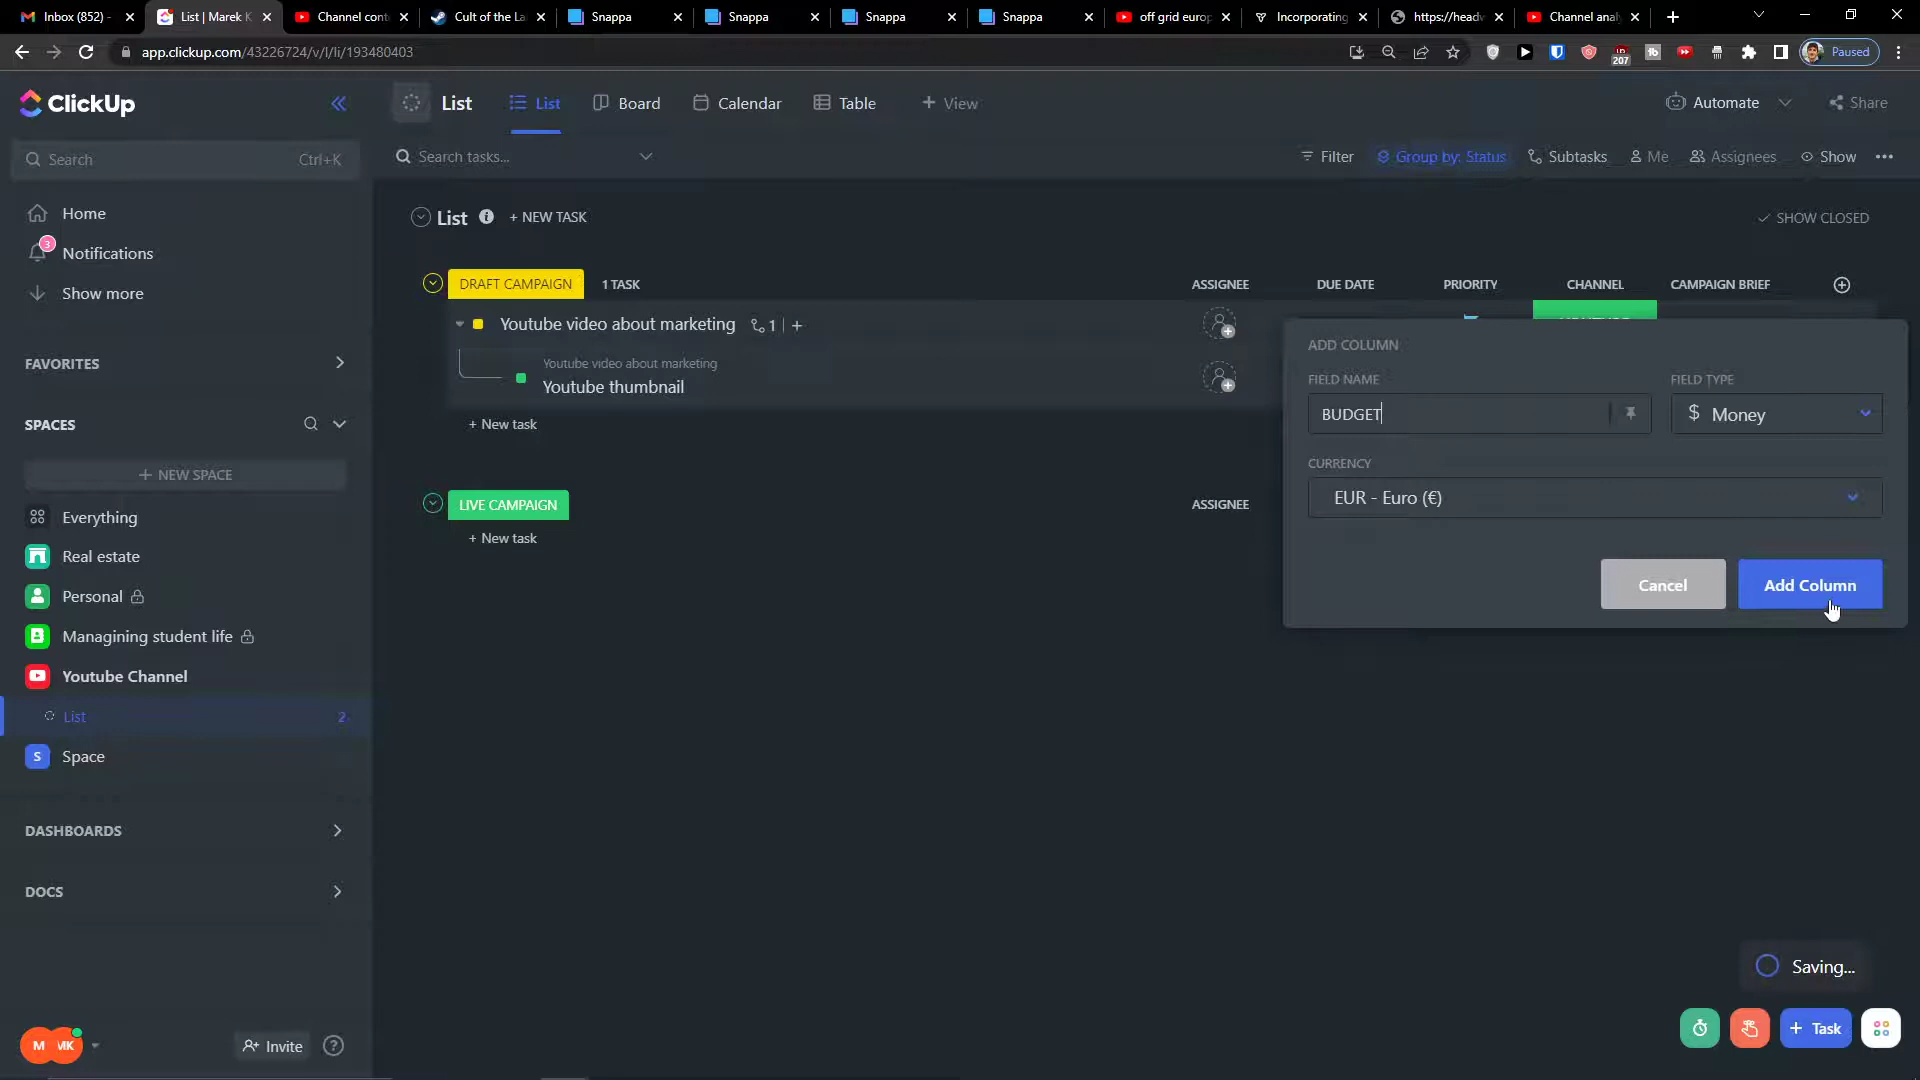 Inbox (852) -
List | Marek K
Channel cont
Cult of the La
Snappa
Snappa
Snappa
Snappa
off grid europ
Incorporating
https://headw
Channel anal
app.clickup.com/43226724/v/l/li/193480403
207
Paused
ClickUp
List
List
Board
Calendar
Table
+ View
Automate
Share
Search
Ctrl+K
Search tasks...
Filter
Group by: Status
Subtasks
Me
Assignees
Show
Home
3
Notifications
Show more
List
+ NEW TASK
SHOW CLOSED
DRAFT CAMPAIGN
1 TASK
ASSIGNEE
DUE DATE
PRIORITY
CHANNEL
CAMPAIGN BRIEF
Youtube video about marketing
1
Youtube video about marketing
Youtube thumbnail
+ New task
ADD COLUMN
FIELD NAME
FIELD TYPE
BUDGET
$ Money
CURRENCY
EUR - Euro (€)
Cancel
Add Column
LIVE CAMPAIGN
ASSIGNEE
+ New task
FAVORITES
SPACES
+ NEW SPACE
Everything
Real estate
Personal
Managining student life
Youtube Channel
List
2
S
Space
DASHBOARDS
DOCS
Saving...
M
MK
Invite
?
+ Task